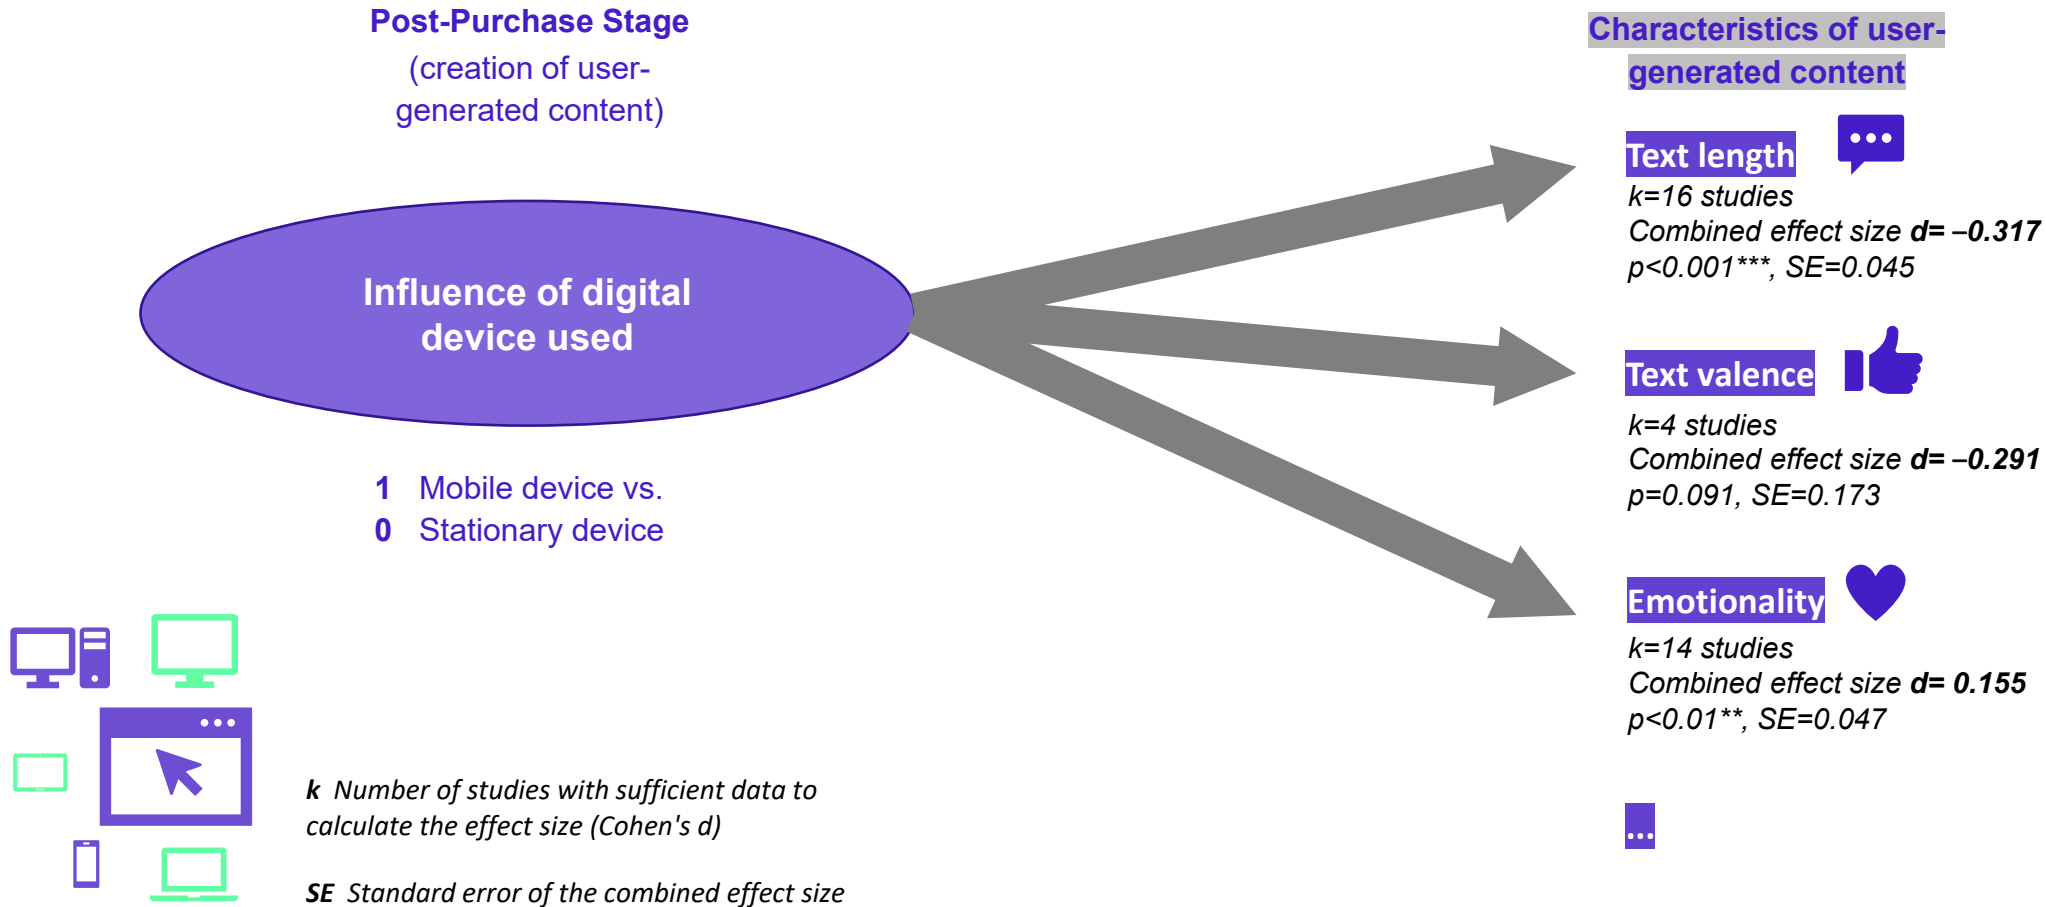 Post-Purchase Stage
(creation of user-
generated content)
Influence of digital
device used
1 Mobile device vs.
0 Stationary device
k Number of studies with sufficient data to
calculate the effect size (Cohen's d)
SE Standard error of the combined effect size
Characteristics of user-
generated content
Text length
k=16 studies
Combined effect size d= –0.317
p<0.001***, SE=0.045
Text valence
k=4 studies
Combined effect size d= –0.291
p=0.091, SE=0.173
Emotionality
k=14 studies
Combined effect size d= 0.155
p<0.01**, SE=0.047
...